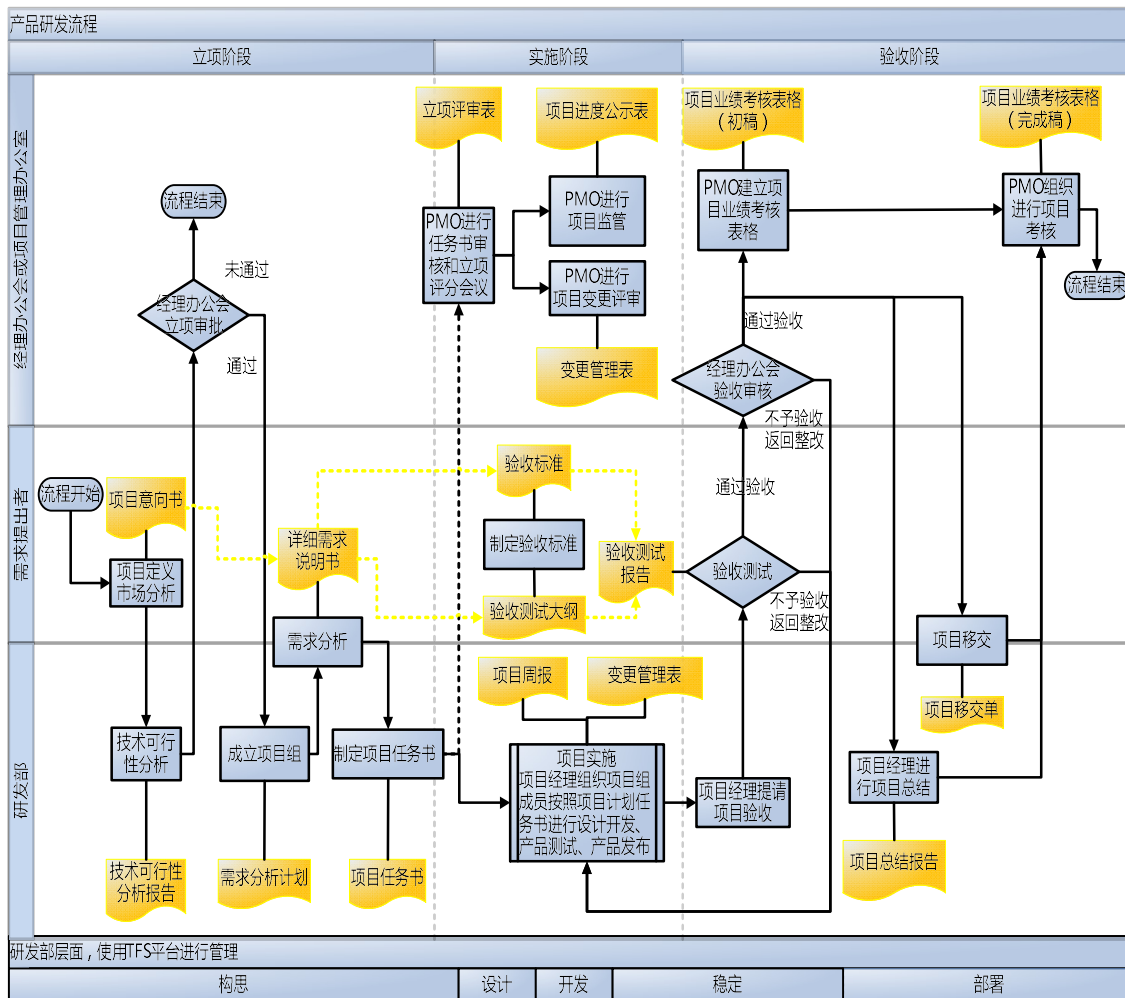 产品研发流程
立项阶段
实施阶段
验收阶段
经理办公会或项目管理办公室
立项评审表
项目进度公示表
项目业绩考核表格
（初稿）
项目业绩考核表格
（完成稿）
流程结束
PMO进行
任务书审
核和立项
评分会议
PMO进行
项目监管
PMO建立项
目业绩考核
表格
PMO组织
进行项目
考核
流程结束
未通过
经理办公会
立项审批
通过
PMO进行
项目变更评审
变更管理表
通过验收
经理办公会
验收审核
不予验收
返回整改
需求提出者
流程开始
项目意向书
项目定义
市场分析
详细需求
说明书
需求分析
验收标准
制定验收标准
验收测试大纲
验收测试
报告
通过验收
验收测试
不予验收
返回整改
项目移交
项目移交单
研发部
技术可行
性分析
成立项目组
制定项目任务书
项目周报
变更管理表
项目实施
项目经理组织项目组
成员按照项目计划任
务书进行设计开发、
产品测试、产品发布
项目经理提请
项目验收
项目经理进
行项目总结
技术可行性
分析报告
需求分析计划
项目任务书
项目总结报告
研发部层面，使用TFS平台进行管理
构思
设计
开发
稳定
部署